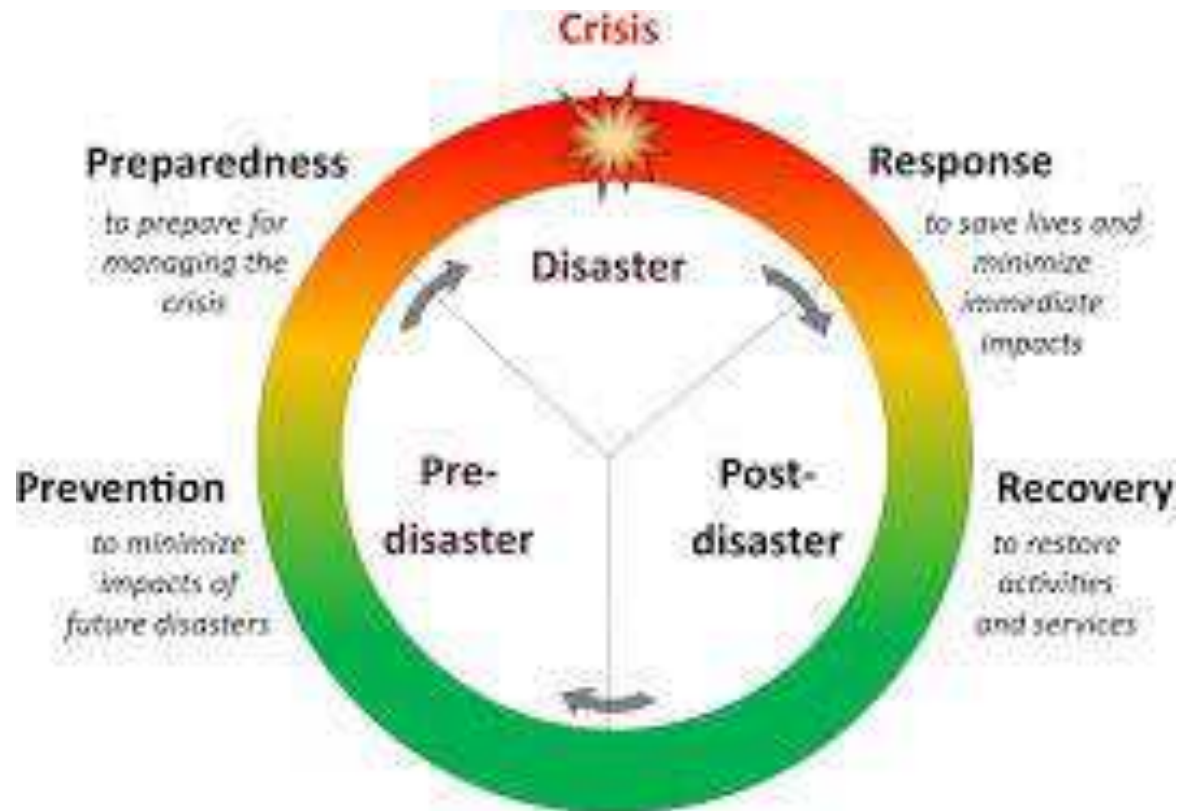 Crisis
Preparedness
to prepare for
managing the
crisis
Response
to save lives and
minimize
immediate
impacts
Disaster
Pre-
disaster
Post-
disaster
Prevention
to minimize
impacts of
future disasters
Recovery
to restore
activities
and services